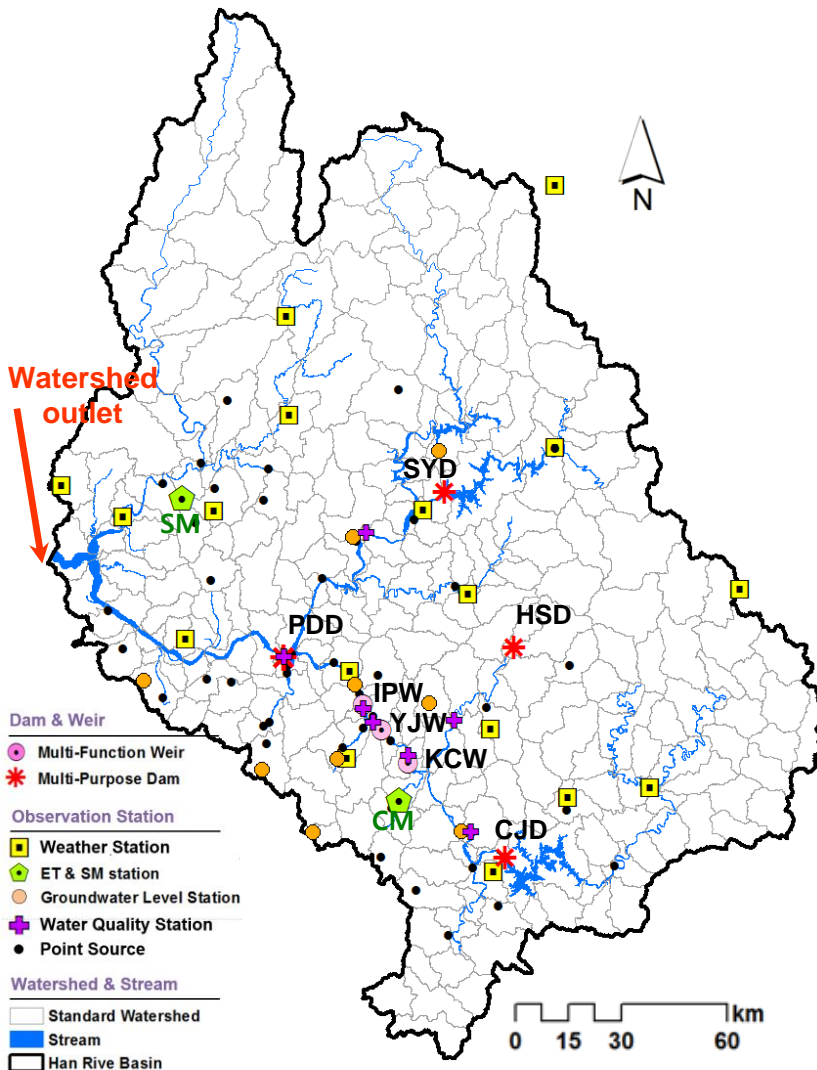 N
Watershed
outlet
SYD
SM
HSD
PDD
IPW
YJW
KCW
CM
CJD
Dam & Weir
Multi-Function Weir
Multi-Purpose Dam
Observation Station
Weather Station
ET & SM station
Groundwater Level Station
Water Quality Station
Point Source
Watershed & Stream
Standard Watershed
Stream
Han Rive Basin
km
0 15 30 60